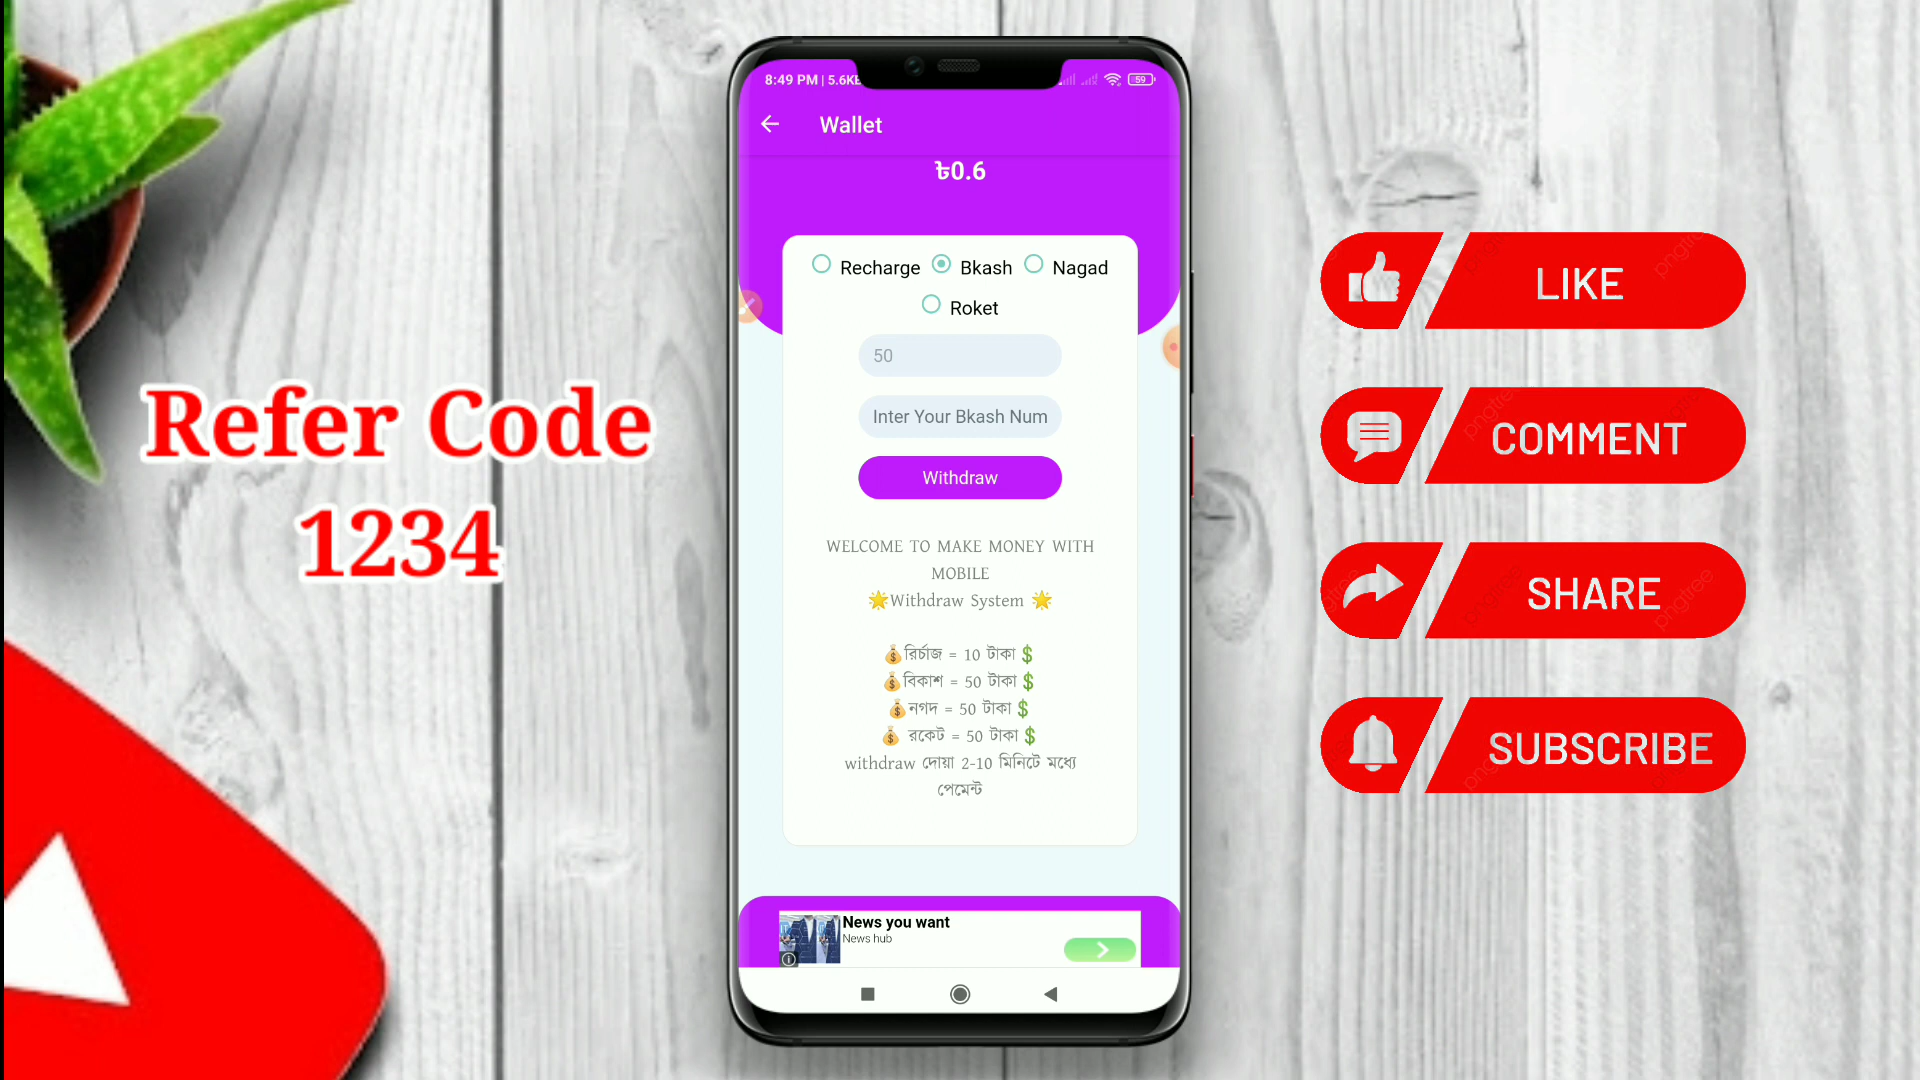 Refer Code
1234
8:49 PM | 5.6KB
59
Wallet
৳0.6
Recharge Bkash Nagad
Roket
50
Inter Your Bkash Num
Withdraw
WELCOME TO MAKE MONEY WITH
MOBILE
🌟Withdraw System 🌟
💰রির্চাজ = 10 টাকা💲
💰বিকাশ = 50 টাকা💲
💰নগদ = 50 টাকা💲
💰 রকেট = 50 টাকা💲
withdraw দোয়া 2-10 মিনিটে মধ্যে
পেমেন্ট
News you want
News hub
LIKE
COMMENT
SHARE
SUBSCRIBE
pngtree